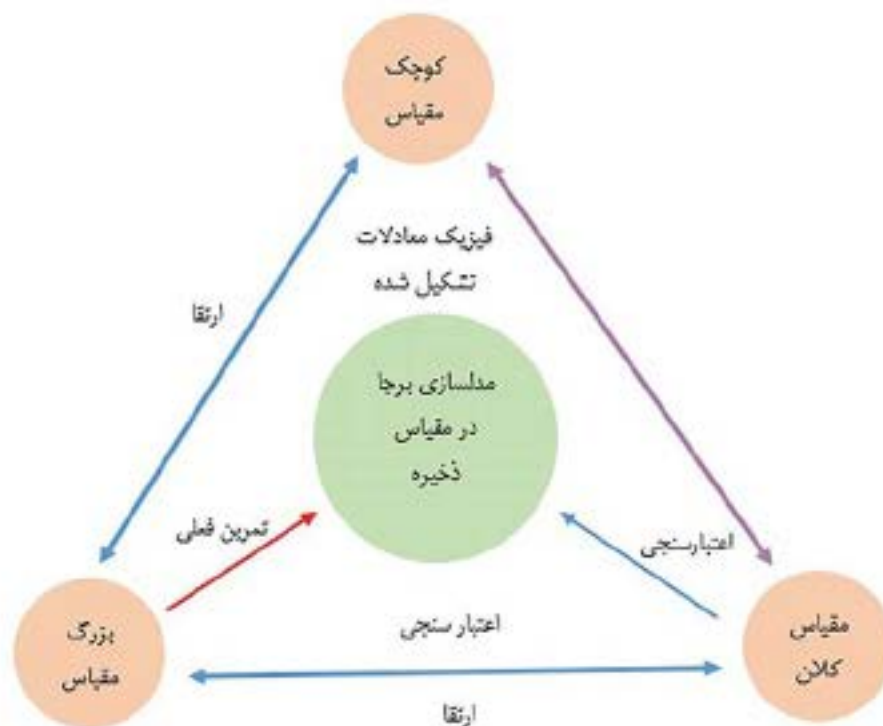 کوچک
مقیاس
فیزیک معادلات
تشکیل شده
ارتقا
مدلسازی برجا
در مقیاس
ذخیره
تمرین فعلی
اعتبارسنجی
بزرگ
مقیاس
اعتبار سنجی
مقیاس
کلان
ارتقا